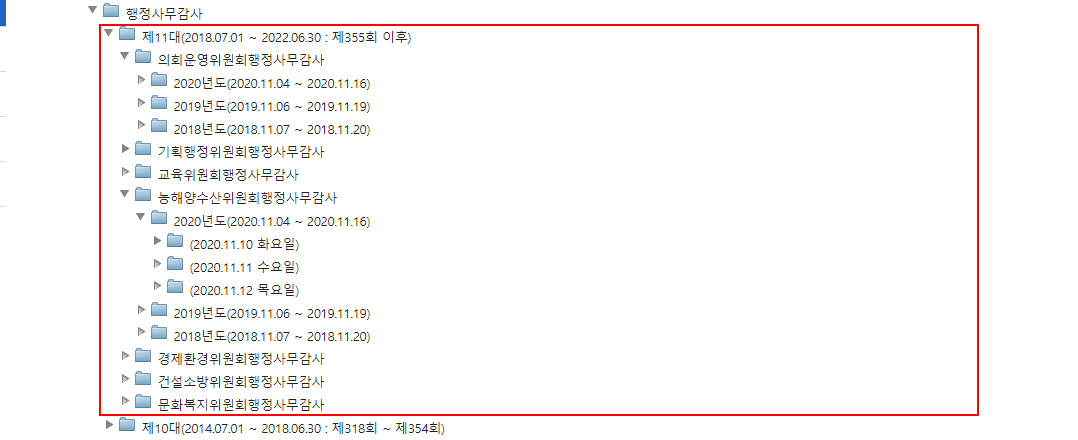 행정사무감사
제11대(2018.07.01 ~ 2022.06.30 : 제355회 이후)
의회운영위원회행정사무감사
2020년도(2020.11.04 ~ 2020.11.16)
2019년도(2019.11.06 ~ 2019.11.19)
2018년도(2018.11.07 ~ 2018.11.20)
기획행정위원회행정사무감사
교육위원회행정사무감사
농해양수산위원회행정사무감사
2020년도(2020.11.04 ~ 2020.11.16)
(2020.11.10 화요일)
(2020.11.11 수요일)
(2020.11.12 목요일)
2019년도(2019.11.06 ~ 2019.11.19)
2018년도(2018.11.07 ~ 2018.11.20)
경제환경위원회행정사무감사
건설소방위원회행정사무감사
문화복지위원회행정사무감사
제10대(2014.07.01 ~ 2018.06.30 : 제318회 ~ 제354회)